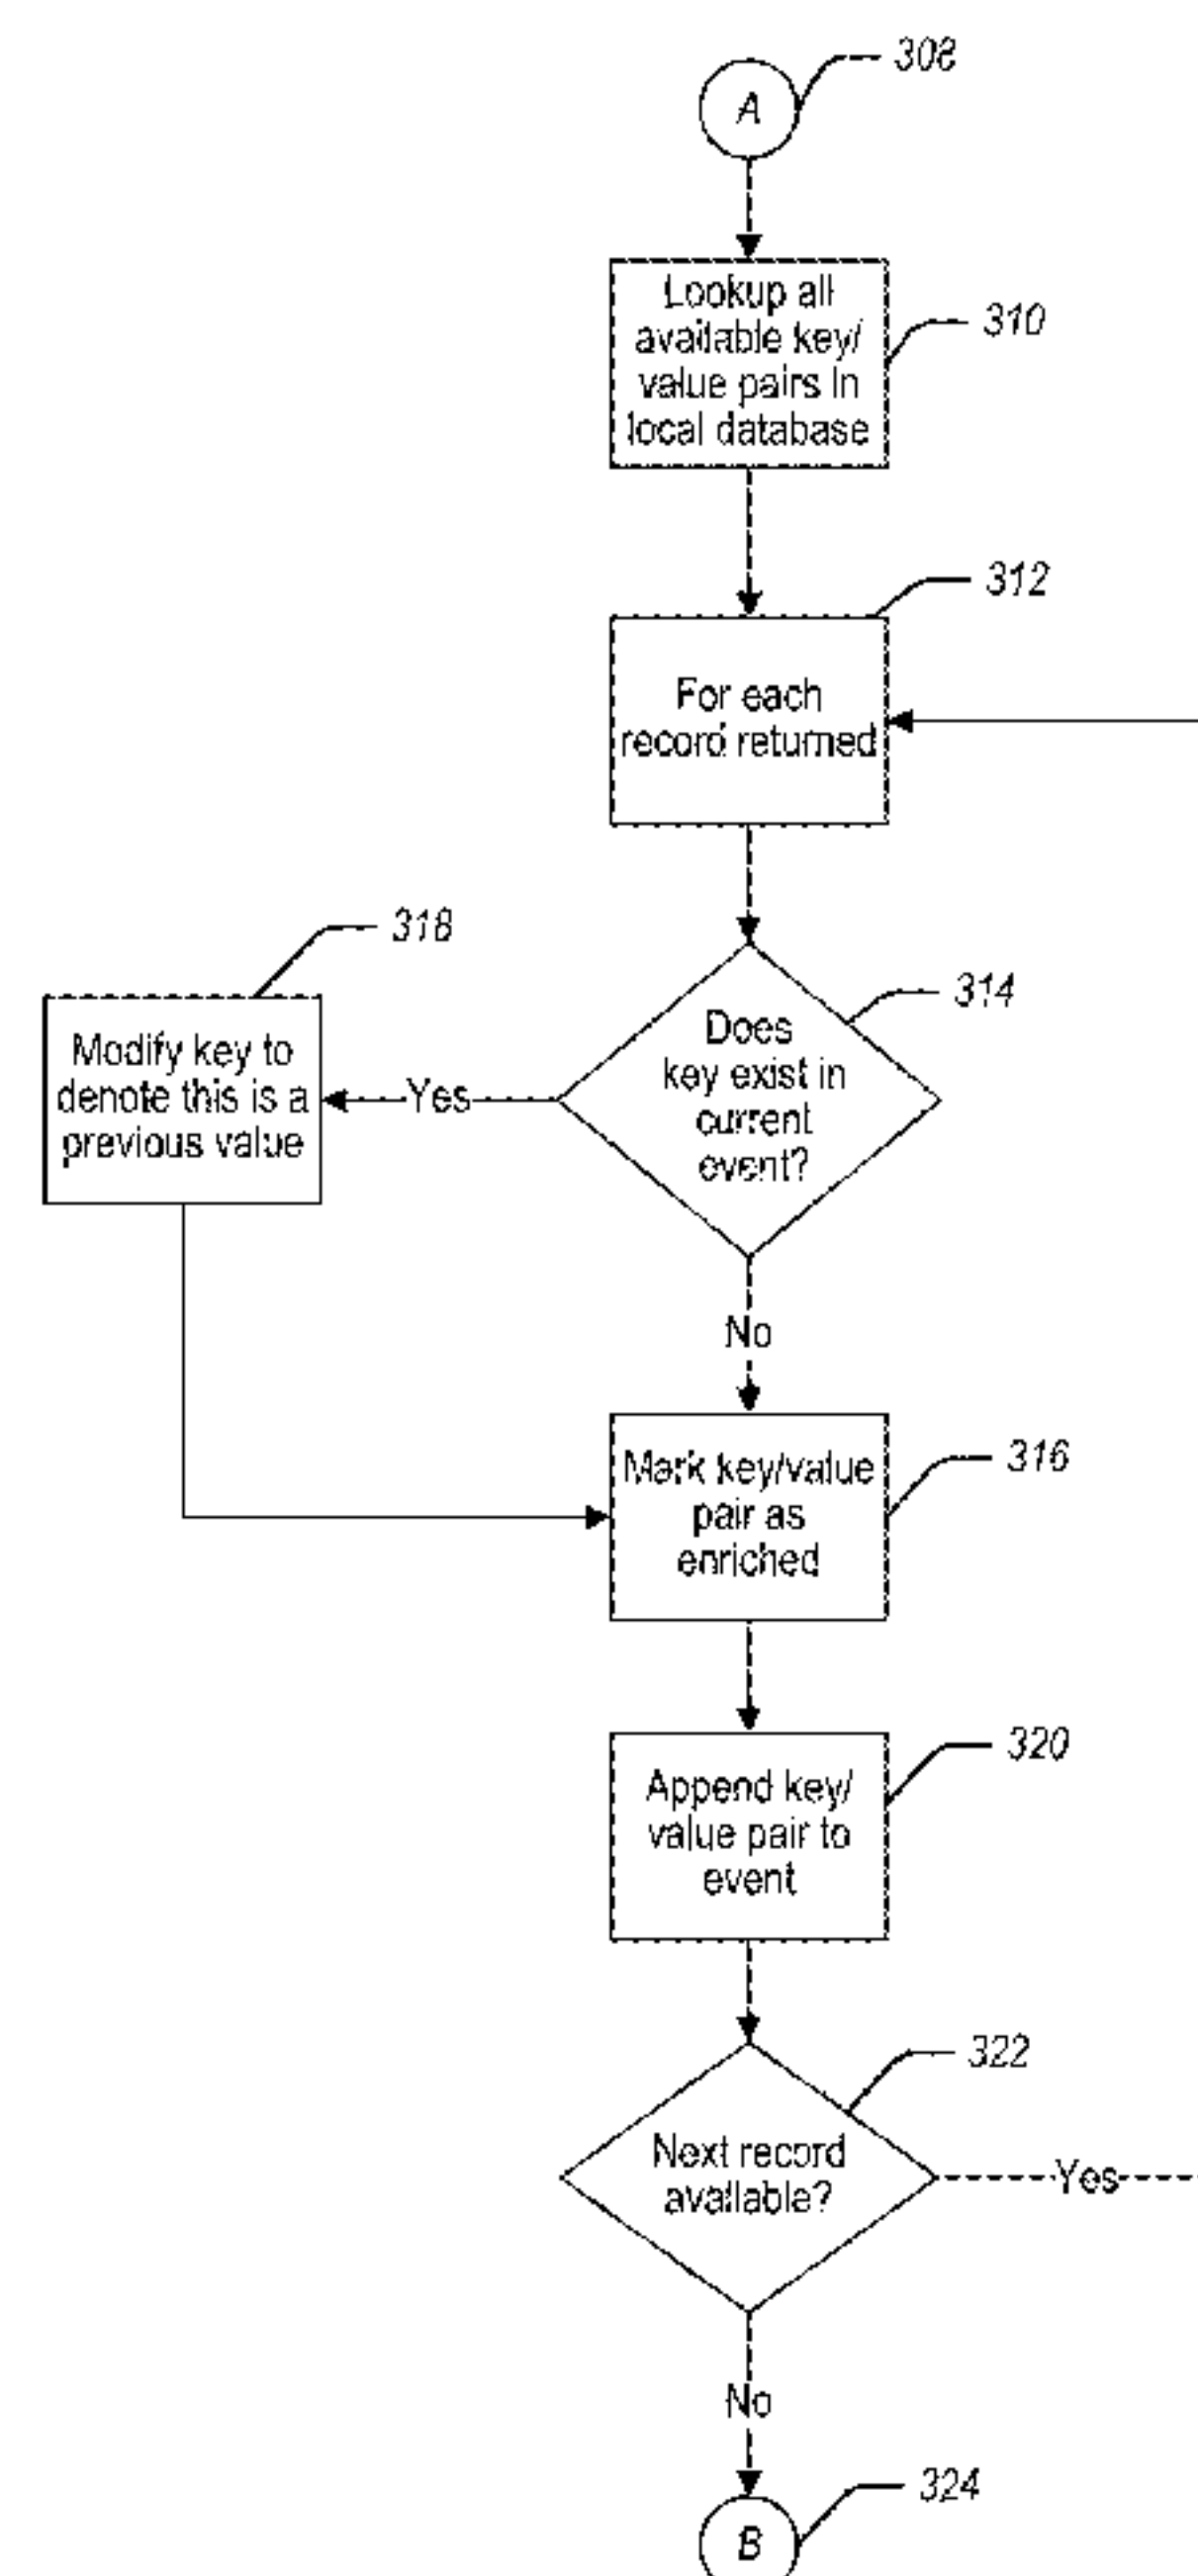 A
308
Lookup all
available key/
value pairs in
local database
310
312
For each
record returned
318
Modify key to
denote this is a
previous value
Yes
314
Does
key exist in
current
event?
No
Mark key/value
pair as
enriched
316
Append key/
value pair to
event
320
322
Next record
available?
Yes
No
324
B